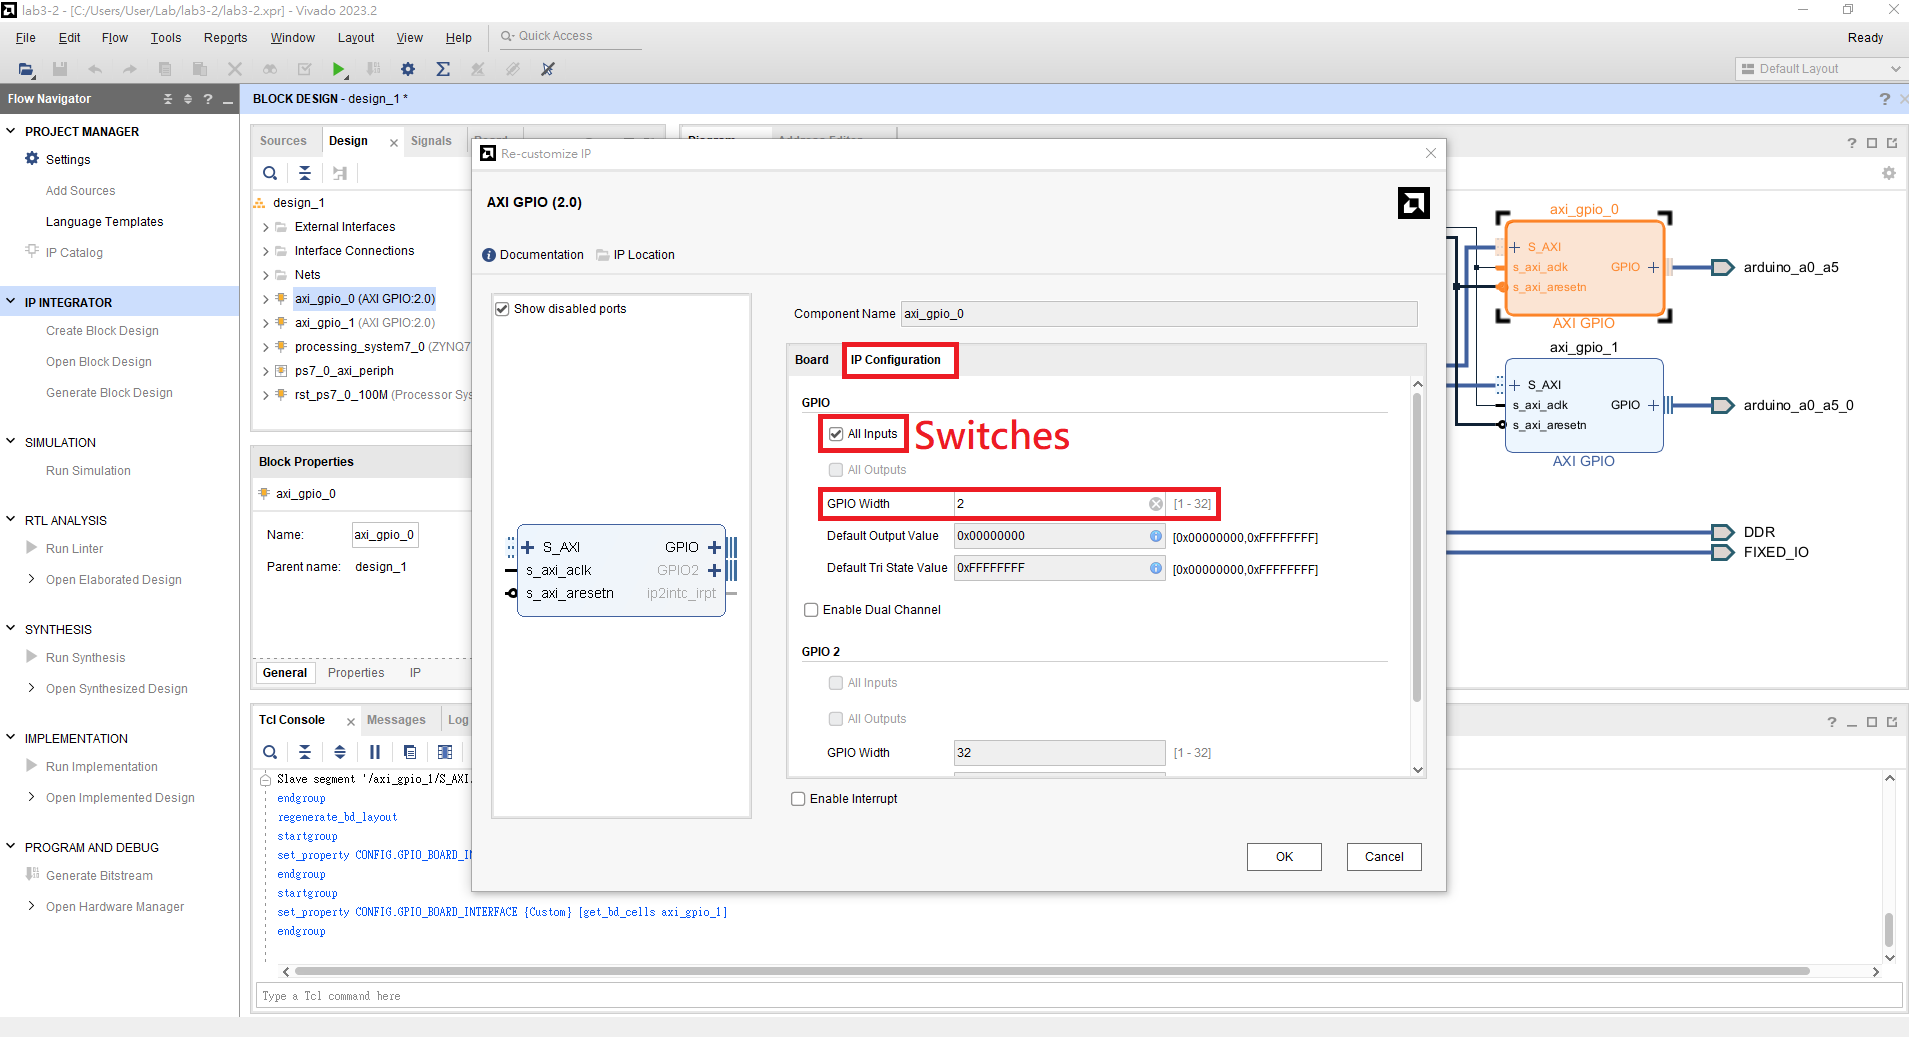 lab3-2 - [C:/Users/User/Lab/lab3-2/lab3-2.xpr] - Vivado 2023.2
File Edit Flow Tools Reports Window Layout View Help Quick Access
Ready
Default Layout
Flow Navigator
BLOCK DESIGN - design_1 *
PROJECT MANAGER
Settings
Add Sources
Language Templates
IP Catalog
IP INTEGRATOR
Create Block Design
Open Block Design
Generate Block Design
SIMULATION
Run Simulation
RTL ANALYSIS
Run Linter
Open Elaborated Design
SYNTHESIS
Run Synthesis
Open Synthesized Design
IMPLEMENTATION
Run Implementation
Open Implemented Design
PROGRAM AND DEBUG
Generate Bitstream
Open Hardware Manager
Sources Design Signals
design_1
External Interfaces
Interface Connections
Nets
axi_gpio_0 (AXI GPIO:2.0)
axi_gpio_1 (AXI GPIO:2.0)
processing_system7_0 (ZYNQ7
ps7_0_axi_periph
rst_ps7_0_100M (Processor Sys
Block Properties
axi_gpio_0
Name: axi_gpio_0
Parent name: design_1
General Properties IP
Re-customize IP
AXI GPIO (2.0)
Documentation IP Location
Show disabled ports
S_AXI GPIO
s_axi_aclk GPIO2
s_axi_aresetn ip2intc_irpt
Component Name axi_gpio_0
Board IP Configuration
GPIO
All Inputs Switches
All Outputs
GPIO Width 2 [1 - 32]
Default Output Value 0x00000000 [0x00000000,0xFFFFFFFF]
Default Tri State Value 0xFFFFFFFF [0x00000000,0xFFFFFFFF]
Enable Dual Channel
GPIO 2
All Inputs
All Outputs
GPIO Width 32 [1 - 32]
Enable Interrupt
OK Cancel
axi_gpio_0
S_AXI
s_axi_aclk GPIO
s_axi_aresetn
AXI GPIO
arduino_a0_a5
axi_gpio_1
S_AXI
s_axi_aclk GPIO
s_axi_aresetn
AXI GPIO
arduino_a0_a5_0
DDR
FIXED_IO
Tcl Console Messages Log
Slave segment '/axi_gpio_1/S_AXI.
endgroup
regenerate_bd_layout
startgroup
set_property CONFIG.GPIO_BOARD_IN
endgroup
startgroup
set_property CONFIG.GPIO_BOARD_INTERFACE {Custom} [get_bd_cells axi_gpio_1]
endgroup
Type a Tcl command here